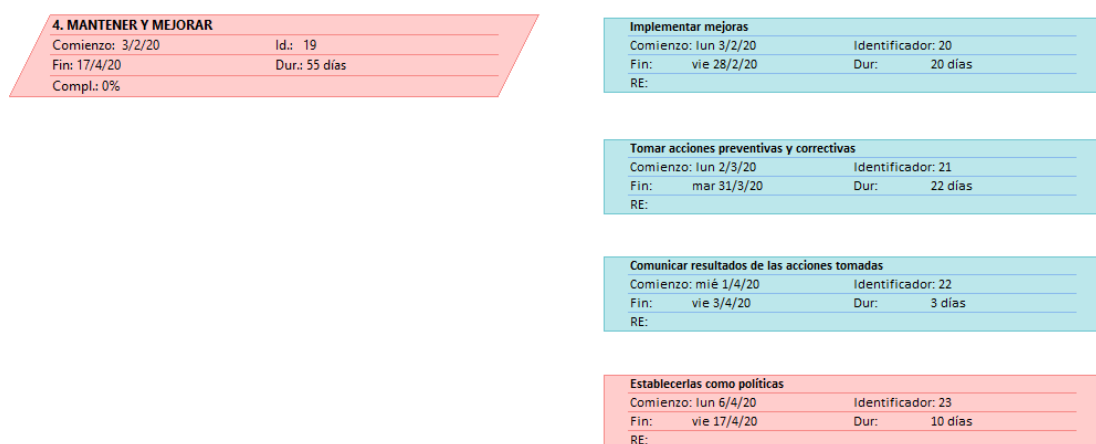 4. MANTENER Y MEJORAR
Comienzo: 3/2/20 Id.: 19
Fin: 17/4/20 Dur.: 55 días
Compl.: 0%
Implementar mejoras
Comienzo: lun 3/2/20 Identificador: 20
Fin: vie 28/2/20 Dur: 20 días
RE:
Tomar acciones preventivas y correctivas
Comienzo: lun 2/3/20 Identificador: 21
Fin: mar 31/3/20 Dur: 22 días
RE:
Comunicar resultados de las acciones tomadas
Comienzo: mié 1/4/20 Identificador: 22
Fin: vie 3/4/20 Dur: 3 días
RE:
Establecerlas como políticas
Comienzo: lun 6/4/20 Identificador: 23
Fin: vie 17/4/20 Dur: 10 días
RE: